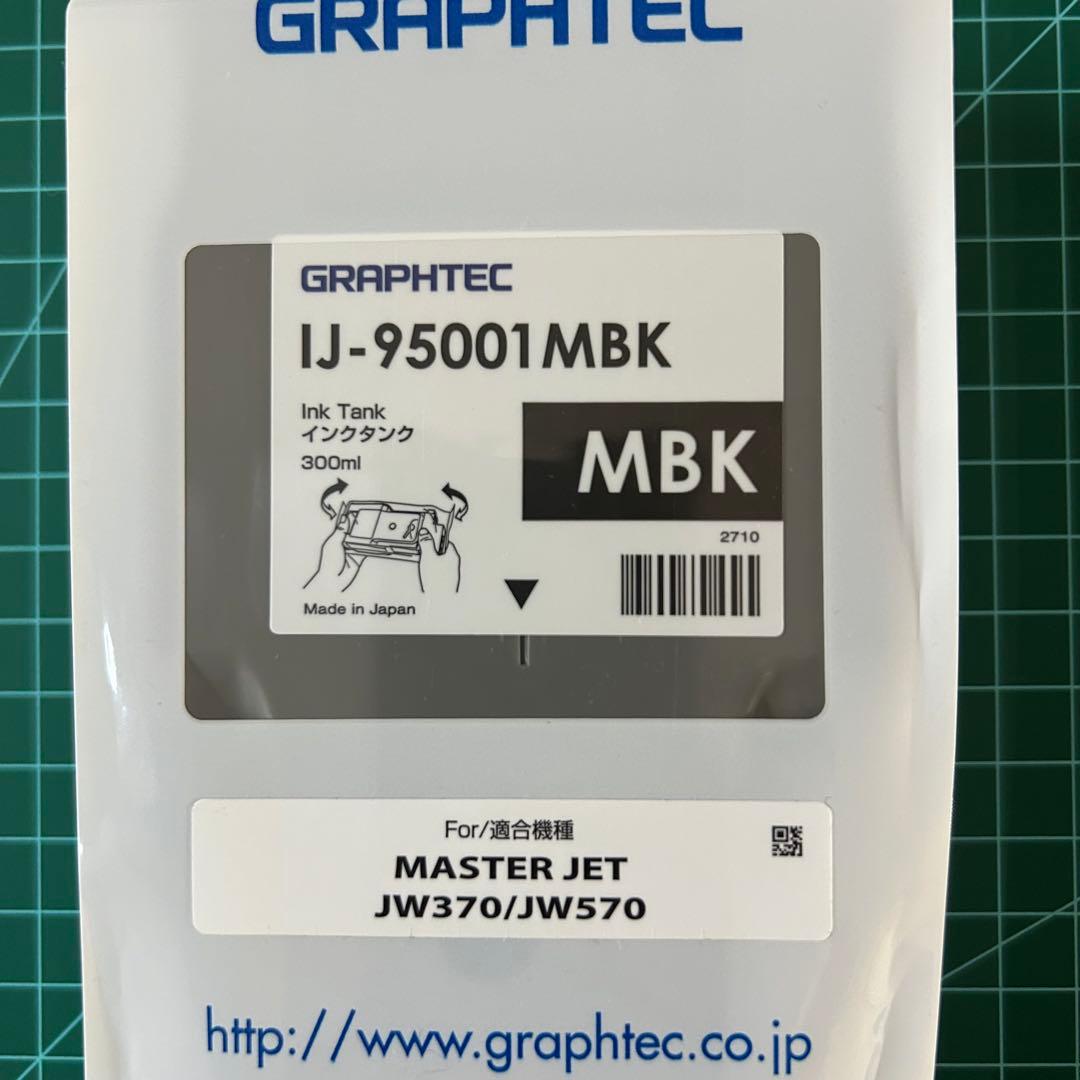 GRAPHTEC
GRAPHTEC
IJ-95001MBK
Ink Tank
インクタンク
300ml
MBK
2710
Made in Japan
For/適合機種
MASTER JET
JW370/JW570
http://www.graphtec.co.jp